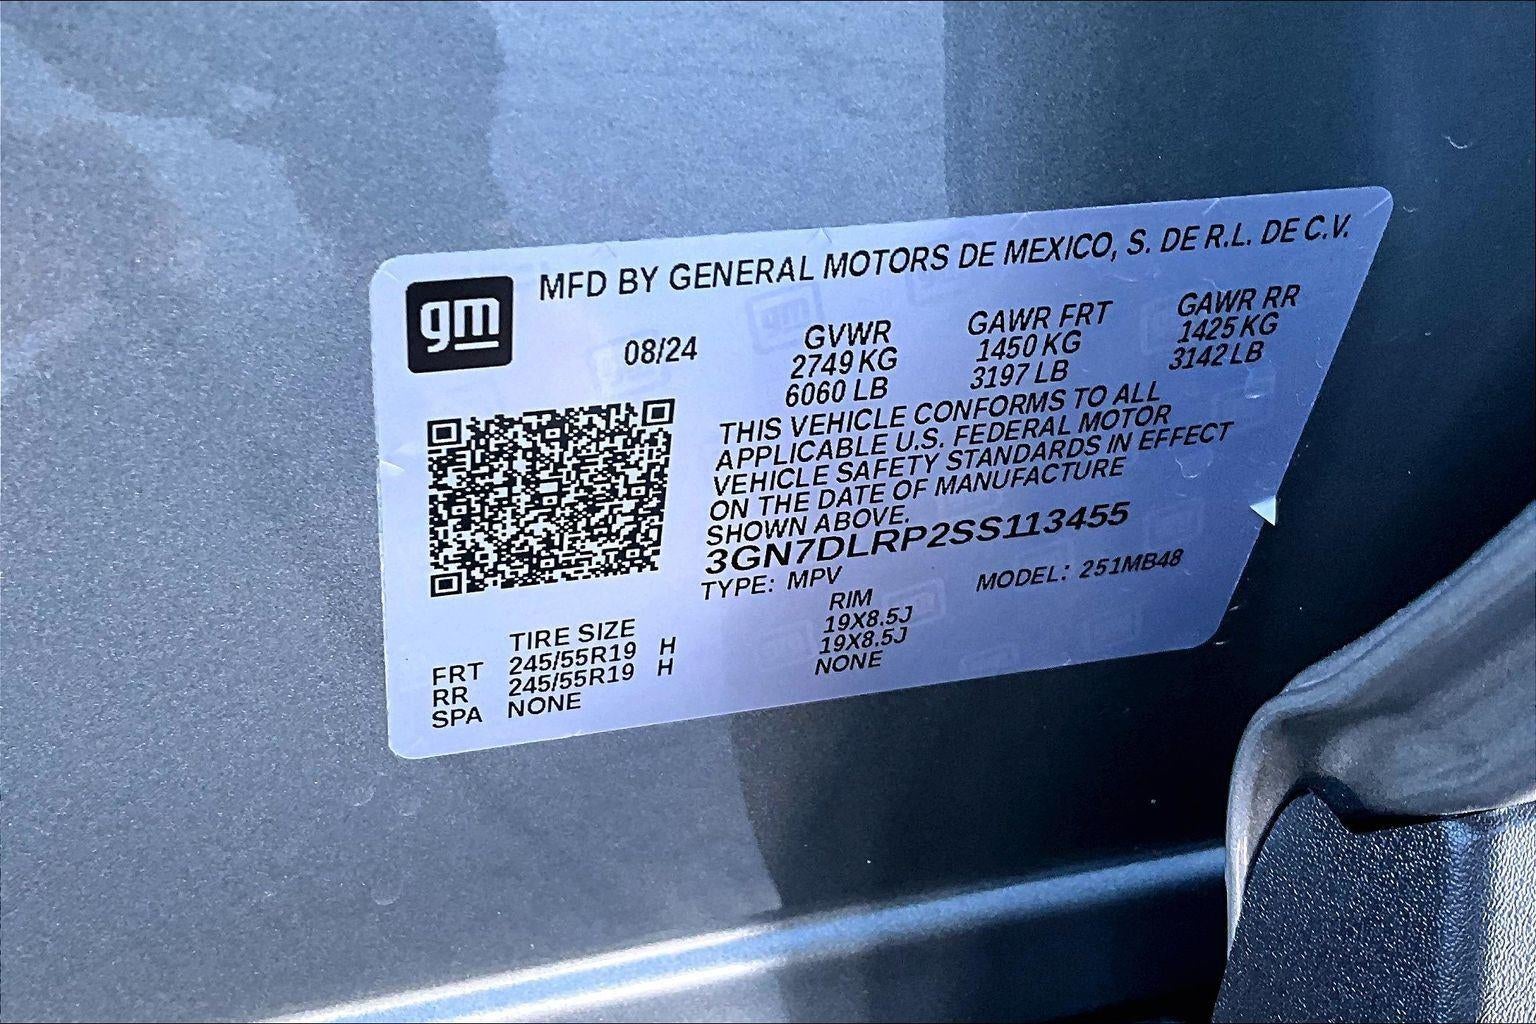 gm
MFD BY GENERAL MOTORS DE MEXICO, S. DE R.L. DE C.V.
08/24 GVWR GAWR FRT GAWR RR
2749 KG 1450 KG 1425 KG
6060 LB 3197 LB 3142 LB
THIS VEHICLE CONFORMS TO ALL
APPLICABLE U.S. FEDERAL MOTOR
VEHICLE SAFETY STANDARDS IN EFFECT
ON THE DATE OF MANUFACTURE
SHOWN ABOVE.
3GN7DLRP2SS113455
TYPE: MPV MODEL: 251MB48
TIRE SIZE RIM
FRT 245/55R19 H 19X8.5J
RR 245/55R19 H 19X8.5J
SPA NONE NONE